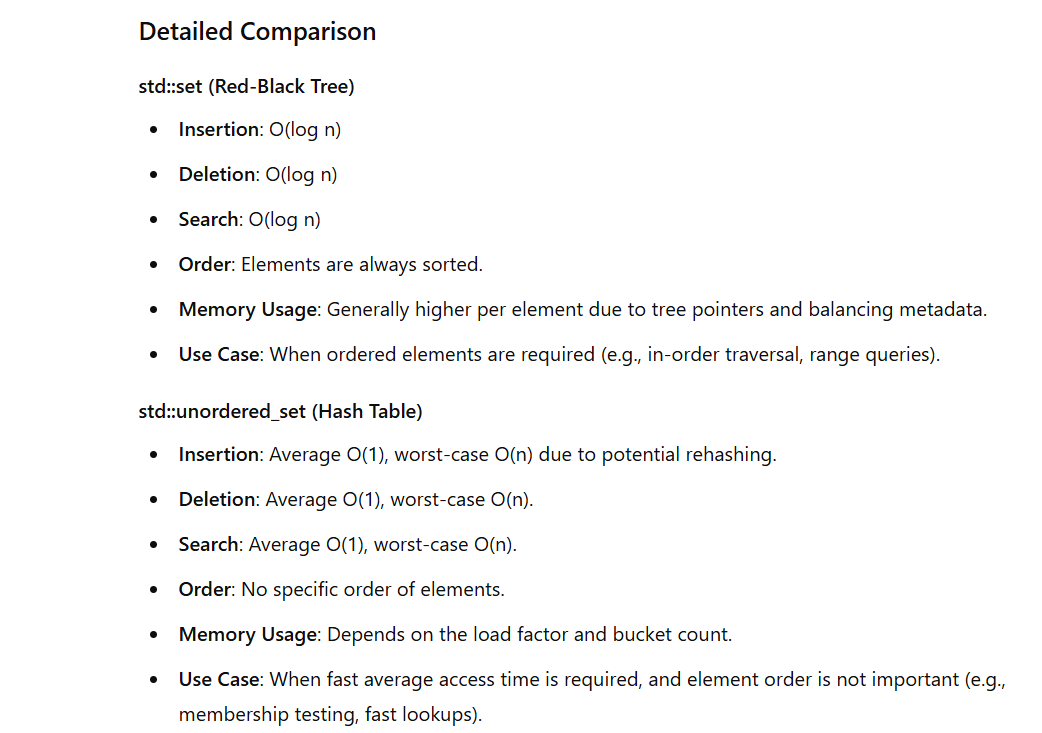 Detailed Comparison
std::set (Red-Black Tree)
• Insertion: O(log n)
• Deletion: O(log n)
• Search: O(log n)
• Order: Elements are always sorted.
• Memory Usage: Generally higher per element due to tree pointers and balancing metadata.
• Use Case: When ordered elements are required (e.g., in-order traversal, range queries).
std::unordered_set (Hash Table)
• Insertion: Average O(1), worst-case O(n) due to potential rehashing.
• Deletion: Average O(1), worst-case O(n).
• Search: Average O(1), worst-case O(n).
• Order: No specific order of elements.
• Memory Usage: Depends on the load factor and bucket count.
• Use Case: When fast average access time is required, and element order is not important (e.g.,
membership testing, fast lookups).